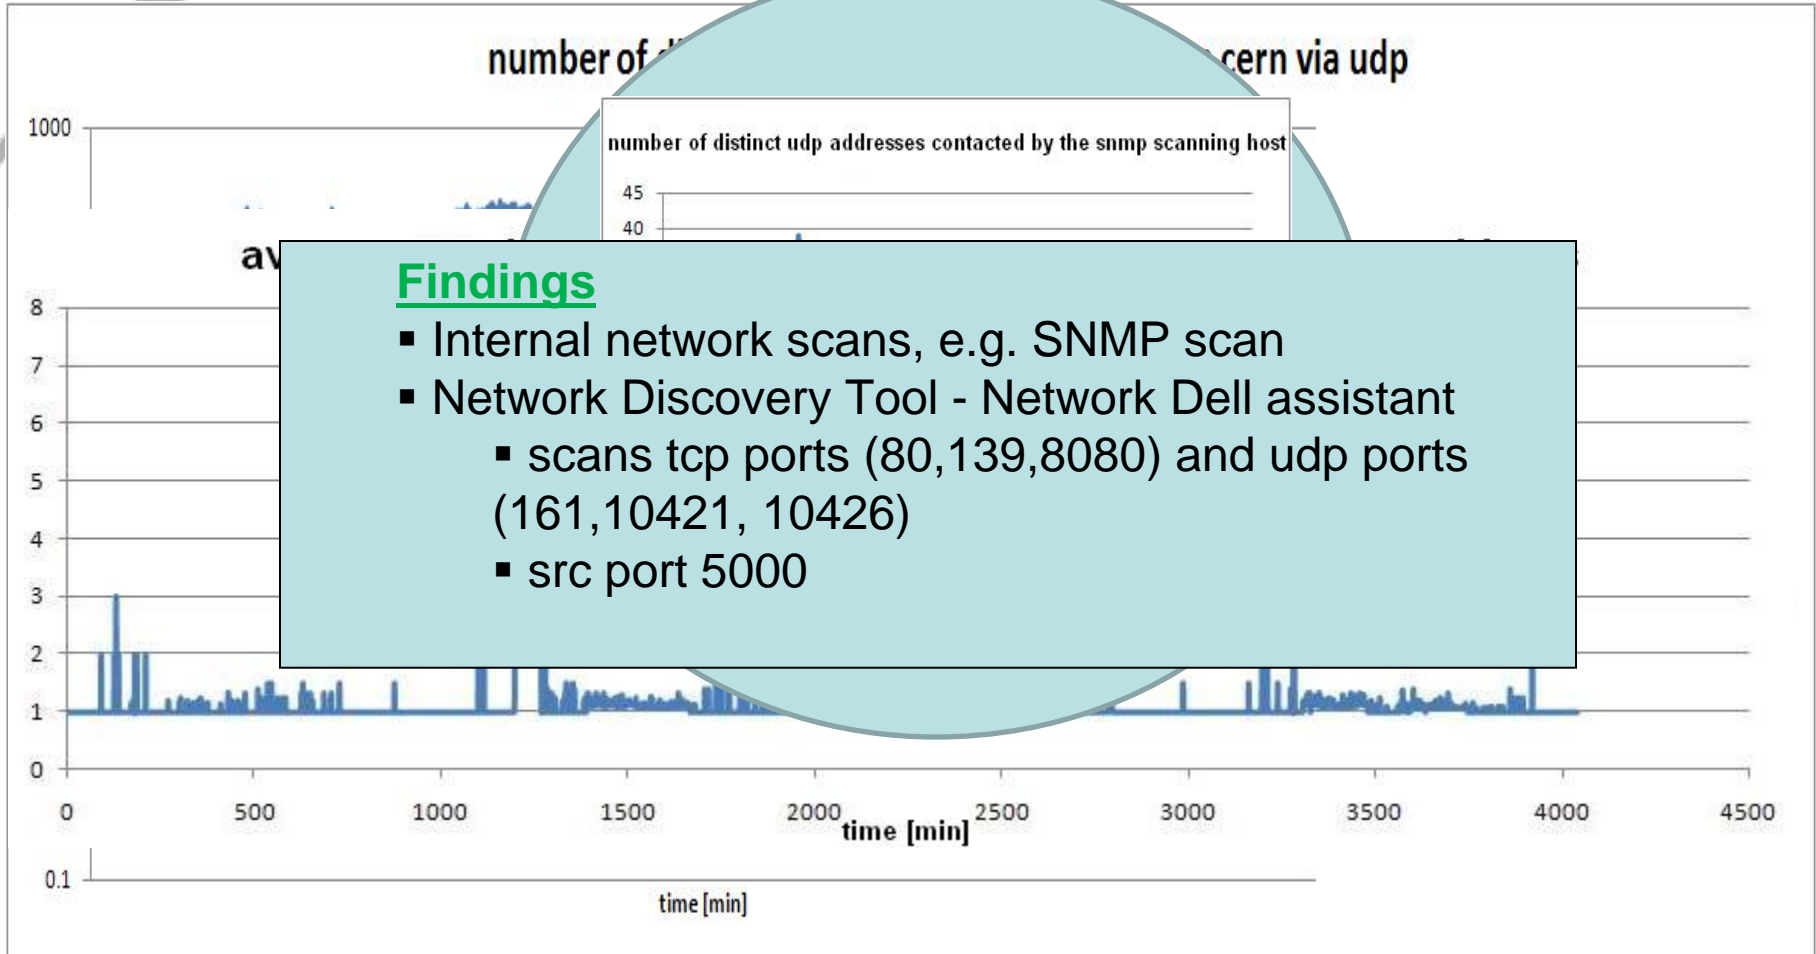 number of
cern via udp
1000
number of distinct udp addresses contacted by the snmp scanning host
45
40
av
Findings
▪ Internal network scans, e.g. SNMP scan
▪ Network Discovery Tool - Network Dell assistant
▪ scans tcp ports (80,139,8080) and udp ports
(161,10421, 10426)
▪ src port 5000
8
7
6
5
4
3
2
1
0
0 500 1000 1500 2000 2500 3000 3500 4000 4500
time [min]
0.1
time [min]